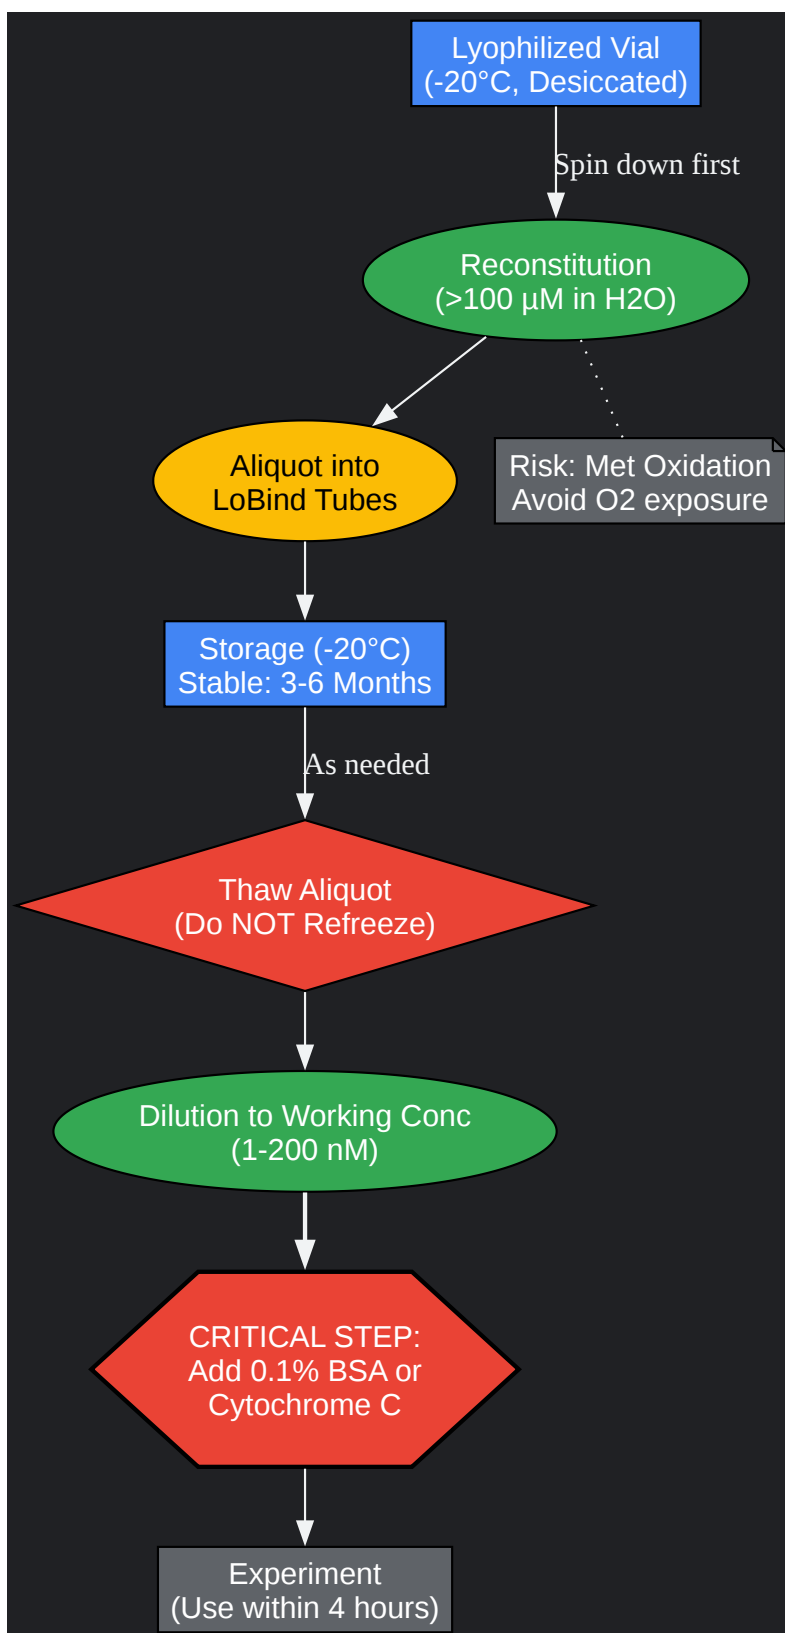 Lyophilized Vial
(-20°C, Desiccated)
Spin down first
Reconstitution
(>100 µM in H2O)
Aliquot into
LoBind Tubes
Risk: Met Oxidation
Avoid O2 exposure
Storage (-20°C)
Stable: 3-6 Months
As needed
Thaw Aliquot
(Do NOT Refreeze)
Dilution to Working Conc
(1-200 nM)
CRITICAL STEP:
Add 0.1% BSA or
Cytochrome C
Experiment
(Use within 4 hours)